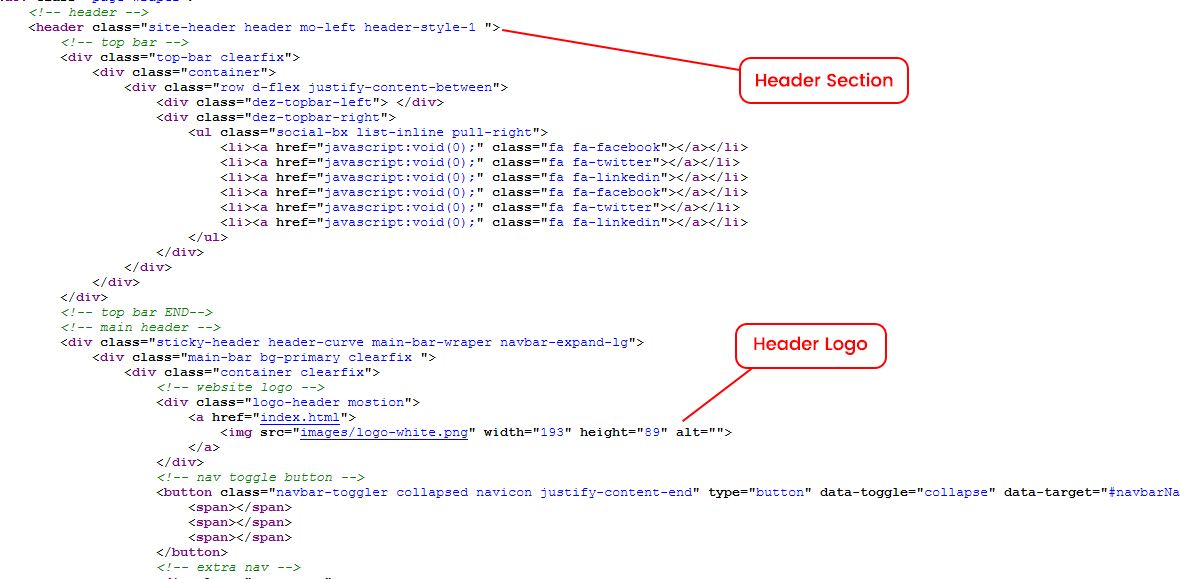 <!-- header -->
<header class="site-header header mo-left header-style-1 ">
Header Section
<!-- top bar -->
<div class="top-bar clearfix">
<div class="container">
<div class="row d-flex justify-content-between">
<div class="dez-topbar-left"> </div>
<div class="dez-topbar-right">
<ul class="social-bx list-inline pull-right">
<li><a href="javascript:void(0);" class="fa fa-facebook"></a></li>
<li><a href="javascript:void(0);" class="fa fa-twitter"></a></li>
<li><a href="javascript:void(0);" class="fa fa-linkedin"></a></li>
<li><a href="javascript:void(0);" class="fa fa-facebook"></a></li>
<li><a href="javascript:void(0);" class="fa fa-twitter"></a></li>
<li><a href="javascript:void(0);" class="fa fa-linkedin"></a></li>
</ul>
</div>
</div>
</div>
</div>
<!-- top bar END-->
<!-- main header -->
<div class="sticky-header header-curve main-bar-wraper navbar-expand-lg">
Header Logo
<div class="main-bar bg-primary clearfix ">
<div class="container clearfix">
<!-- website logo -->
<div class="logo-header mostion">
<a href="index.html">
<img src="images/logo-white.png" width="193" height="89" alt="">
</a>
</div>
<!-- nav toggle button -->
<button class="navbar-toggler collapsed navicon justify-content-end" type="button" data-toggle="collapse" data-target="#navbarNa
<span></span>
<span></span>
<span></span>
</button>
<!-- extra nav -->